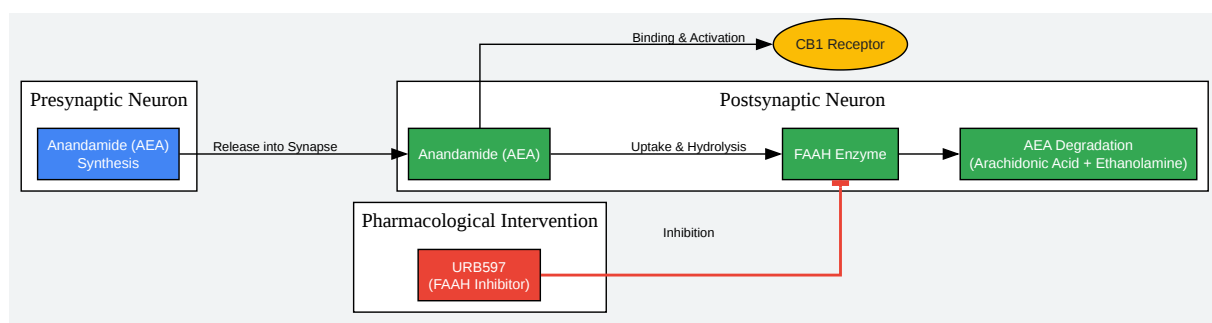 Binding & Activation
CB1 Receptor
Presynaptic Neuron
Postsynaptic Neuron
Anandamide (AEA)
Synthesis
Release into Synapse
Anandamide (AEA)
Uptake & Hydrolysis
FAAH Enzyme
AEA Degradation
(Arachidonic Acid + Ethanolamine)
Pharmacological Intervention
Inhibition
URB597
(FAAH Inhibitor)